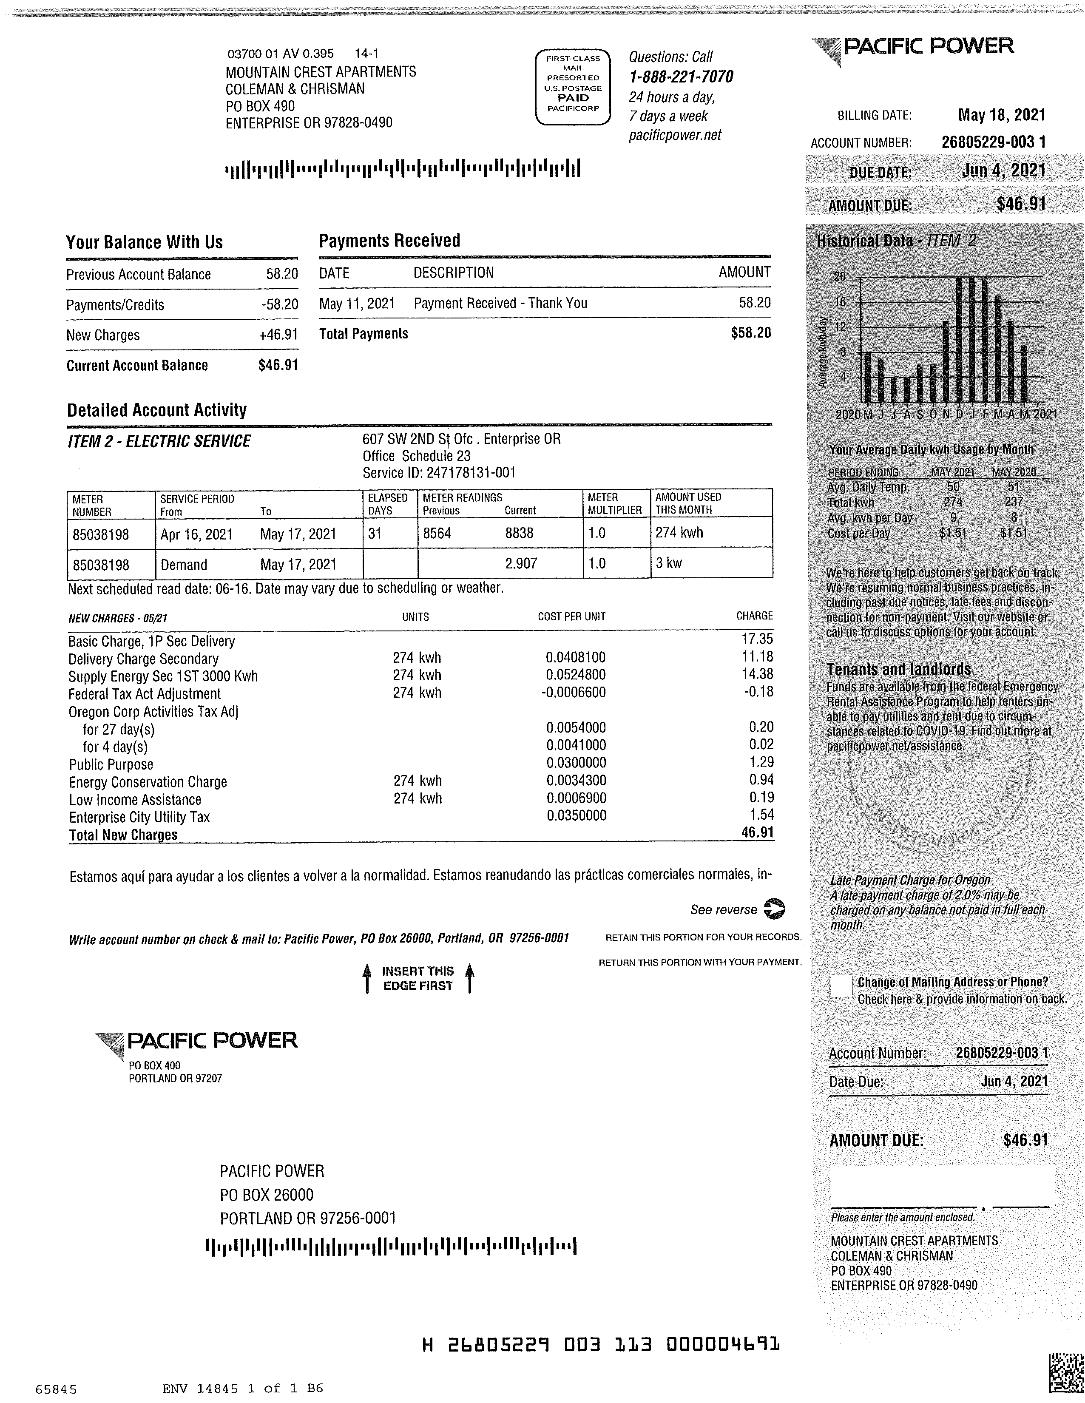 03700 01 AV 0.395 14-1
MOUNTAIN CREST APARTMENTS
COLEMAN & CHRISMAN
PO BOX 490
ENTERPRISE OR 97828-0490
FIRST-CLASS
MAIL
PRESORTED
U.S. POSTAGE
PAID
PACIFICORP
Questions: Call
1-888-221-7070
24 hours a day,
7 days a week
pacificpower.net
PACIFIC POWER
BILLING DATE: May 18, 2021
ACCOUNT NUMBER: 26805229-003 1
DUE DATE: Jun 4, 2021
AMOUNT DUE: $46.91
Your Balance With Us
Previous Account Balance 58.20
Payments/Credits -58.20
New Charges +46.91
Current Account Balance $46.91
Payments Received
DATE DESCRIPTION AMOUNT
May 11, 2021 Payment Received - Thank You 58.20
Total Payments $58.20
Historical Data - ITEM 2
16
12
4
2020 M J J A S O N D J F M A M 2021
Detailed Account Activity
ITEM 2 - ELECTRIC SERVICE
607 SW 2ND St Ofc . Enterprise OR
Office Schedule 23
Service ID: 247178131-001
METER NUMBER SERVICE PERIOD From To ELAPSED DAYS METER READINGS Previous Current METER MULTIPLIER AMOUNT USED THIS MONTH
85038198 Apr 16, 2021 May 17, 2021 31 8564 8838 1.0 274 kwh
85038198 Demand May 17, 2021 2.907 1.0 3 kw
Next scheduled read date: 06-16. Date may vary due to scheduling or weather.
NEW CHARGES - 05/21 UNITS COST PER UNIT CHARGE
Basic Charge, 1P Sec Delivery 17.35
Delivery Charge Secondary 274 kwh 0.0408100 11.18
Supply Energy Sec 1ST 3000 Kwh 274 kwh 0.0524800 14.38
Federal Tax Act Adjustment 274 kwh -0.0006600 -0.18
Oregon Corp Activities Tax Adj
for 27 day(s) 0.0054000 0.20
for 4 day(s) 0.0041000 0.02
Public Purpose 0.0300000 1.29
Energy Conservation Charge 274 kwh 0.0034300 0.94
Low Income Assistance 274 kwh 0.0006900 0.19
Enterprise City Utility Tax 0.0350000 1.54
Total New Charges 46.91
Your Average Daily kwh Usage by Month
PERIOD ENDING MAY 2021 MAY 2020
Avg. Daily Temp. 50 51
Total kwh 274 237
Avg. kwh per Day 9 8
Cost per Day $1.51 $1.51
We're here to help customers get back on track.
We're resuming normal business practices, in-
cluding past due notices, late fees and discon-
nection for non-payment. Visit our website or
call us to discuss options for your account.
Tenants and landlords
Funds are available from the federal Emergency
Rental Assistance Program to help renters un-
able to pay utilities and rent due to circum-
stances related to COVID-19. Find out more at
pacificpower.net/assistance.
Estamos aquí para ayudar a los clientes a volver a la normalidad. Estamos reanudando las prácticas comerciales normales, in-
See reverse
Late Payment Charge for Oregon
A late payment charge of 2.0% may be
charged on any balance not paid in full each
month.
Write account number on check & mail to: Pacific Power, PO Box 26000, Portland, OR 97256-0001
RETAIN THIS PORTION FOR YOUR RECORDS.
RETURN THIS PORTION WITH YOUR PAYMENT.
INSERT THIS
EDGE FIRST
Change of Mailing Address or Phone?
Check here & provide information on back.
PACIFIC POWER
PO BOX 400
PORTLAND OR 97207
Account Number: 26805229-003 1
Date Due: Jun 4, 2021
AMOUNT DUE: $46.91
PACIFIC POWER
PO BOX 26000
PORTLAND OR 97256-0001
Please enter the amount enclosed.
MOUNTAIN CREST APARTMENTS
COLEMAN & CHRISMAN
PO BOX 490
ENTERPRISE OR 97828-0490
H 26805229 003 113 000004691
65845 ENV 14845 1 of 1 B6